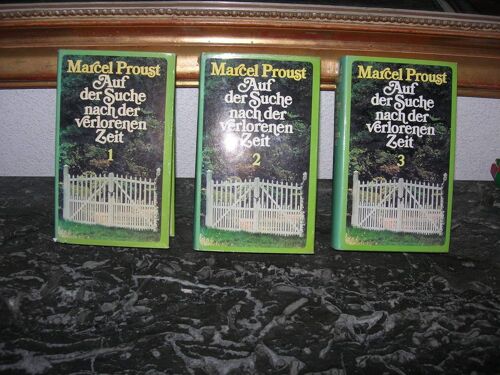 Marcel Proust
Auf
der Suche
nach der
verlorenen
Zeit
1
Marcel Proust
Auf
der Suche
nach der
verlorenen
Zeit
2
Marcel Proust
Auf
der Suche
nach der
verlorenen
Zeit
3